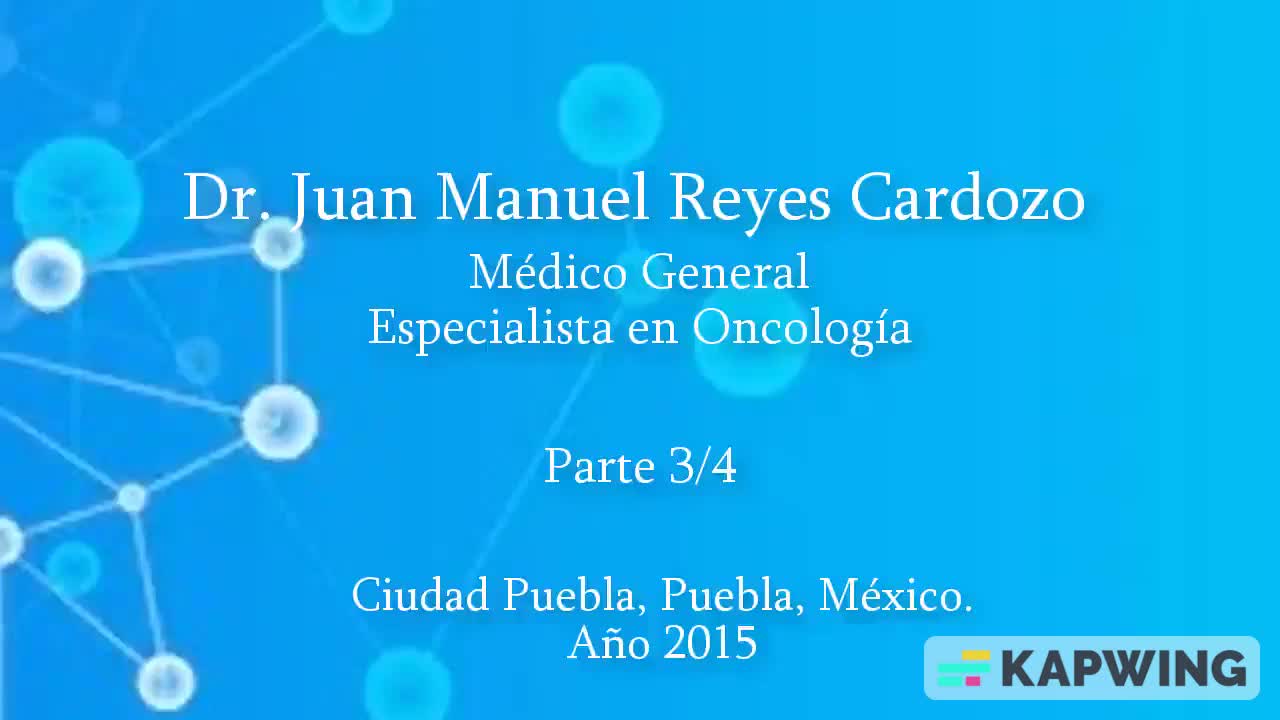 Dr. Juan Manuel Reyes Cardozo
Médico General
Especialista en Oncología
Parte 3/4
Ciudad Puebla, Puebla, México.
Año 2015
KAPWING